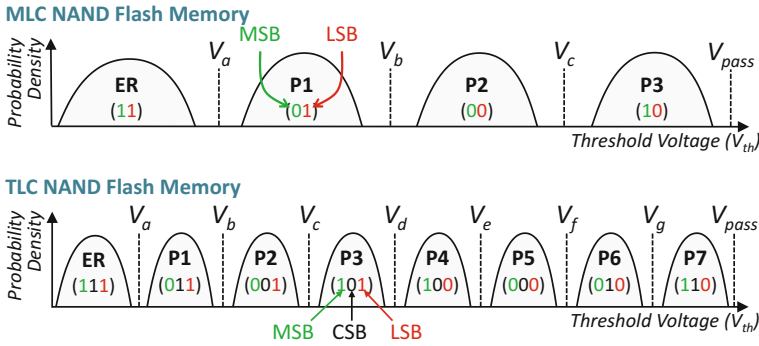 MLC NAND Flash Memory
Probability Density
MSB LSB
Va Vb Vc Vpass
ER P1 P2 P3
(11) (01) (00) (10)
Threshold Voltage (Vth)
TLC NAND Flash Memory
Probability Density
Va Vb Vc Vd Ve Vf Vg Vpass
ER P1 P2 P3 P4 P5 P6 P7
(111) (011) (001) (101) (100) (000) (010) (110)
MSB CSB LSB
Threshold Voltage (Vth)